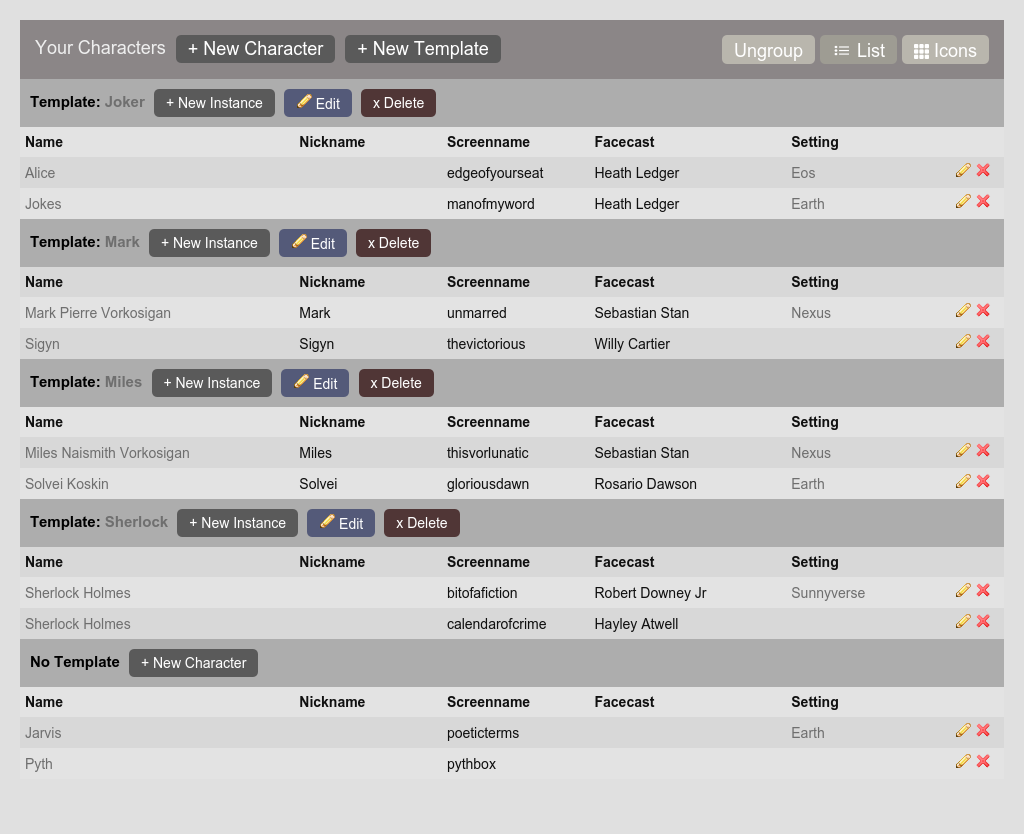 Your Characters + New Character + New Template Ungroup List Icons
Template: Joker + New Instance Edit x Delete
Name Nickname Screenname Facecast Setting
Alice edgeofyourseat Heath Ledger Eos
Jokes manofmyword Heath Ledger Earth
Template: Mark + New Instance Edit x Delete
Name Nickname Screenname Facecast Setting
Mark Pierre Vorkosigan Mark unmarred Sebastian Stan Nexus
Sigyn Sigyn thevictorious Willy Cartier
Template: Miles + New Instance Edit x Delete
Name Nickname Screenname Facecast Setting
Miles Naismith Vorkosigan Miles thisvorlunatic Sebastian Stan Nexus
Solvei Koskin Solvei gloriousdawn Rosario Dawson Earth
Template: Sherlock + New Instance Edit x Delete
Name Nickname Screenname Facecast Setting
Sherlock Holmes bitofafiction Robert Downey Jr Sunnyverse
Sherlock Holmes calendarofcrime Hayley Atwell
No Template + New Character
Name Nickname Screenname Facecast Setting
Jarvis poeticterms Earth
Pyth pythbox